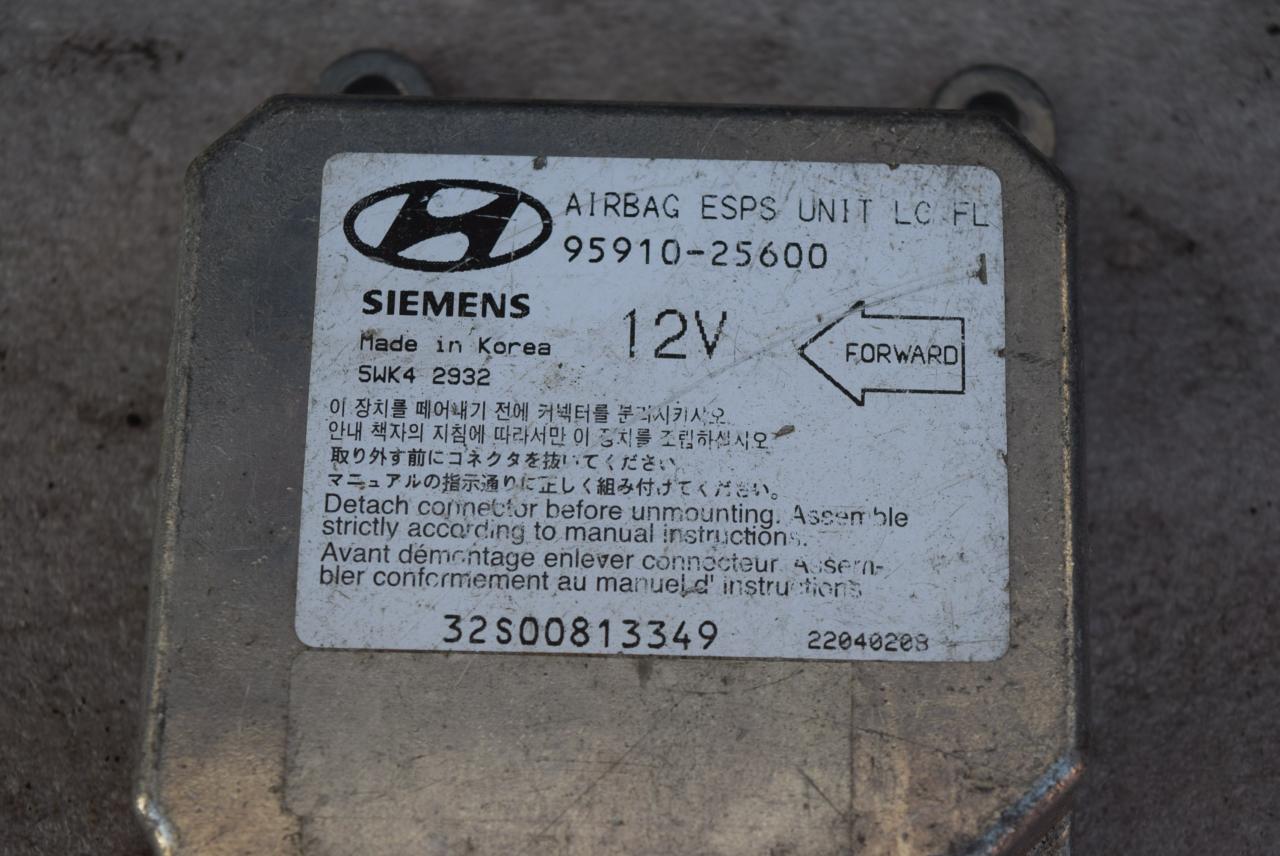 AIRBAG ESPS UNIT LC FL
95910-25600
SIEMENS
12V
FORWARD
Made in Korea
5WK4 2932
이 장치를 떼어내기 전에 커넥터를 분리시키시오.
안내 책자의 지침에 따라서만 이 장치를 조립하십시오.
取り外す前にコネクタを抜いてください
マニュアルの指示通りに正しく組み付けてください。
Detach connector before unmounting. Assemble
strictly according to manual instructions.
Avant démontage enlever connecteur. Assem-
bler conformement au manuel d' instructions
32S00813349
22040208